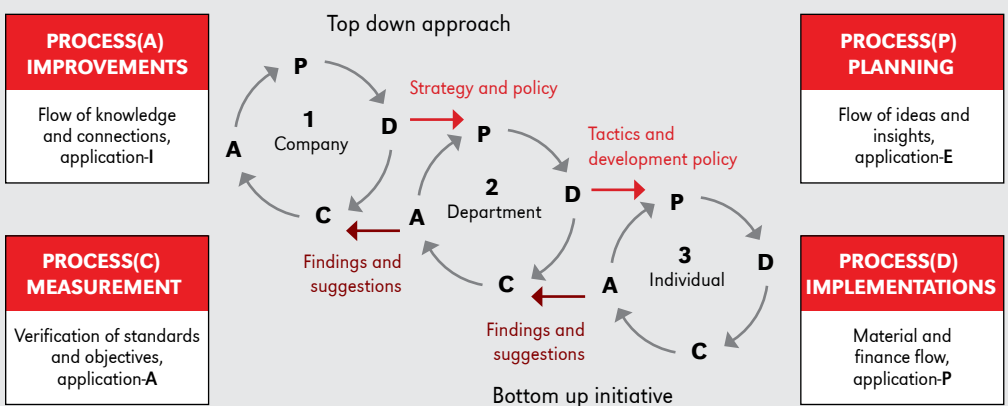 Top down approach
PROCESS(A)
IMPROVEMENTS
Flow of knowledge
and connections,
application-I
PROCESS(C)
MEASUREMENT
Verification of standards
and objectives,
application-A
P
D
C
A
1
Company
Strategy and policy
Findings and
suggestions
P
D
C
A
2
Department
Tactics and
development policy
Findings and
suggestions
P
D
C
A
3
Individual
Bottom up initiative
PROCESS(P)
PLANNING
Flow of ideas and
insights,
application-E
PROCESS(D)
IMPLEMENTATIONS
Material and
finance flow,
application-P